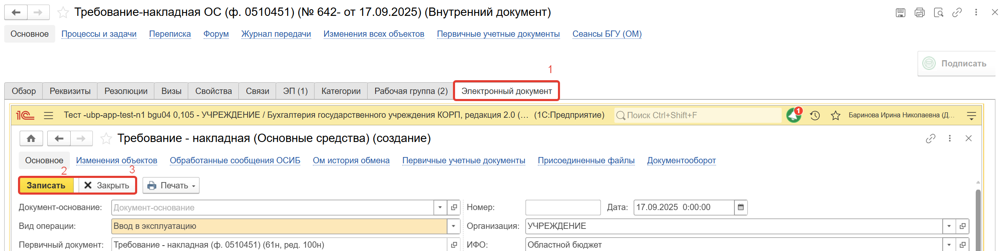 Требование-накладная ОС (ф. 0510451) (№ 642- от 17.09.2025) (Внутренний документ)
Основное Процессы и задачи Переписка Форум Журнал передачи Изменения всех объектов Первичные учетные документы Сеансы БГУ (ОМ)
Подписать
1
Обзор Реквизиты Резолюции Визы Свойства Связи ЭП (1) Категории Рабочая группа (2) Электронный документ
1С Тест -ubp-app-test-n1 bgu04 0,105 - УЧРЕЖДЕНИЕ / Бухгалтерия государственного учреждения КОРП, редакция 2.0 (... (1С:Предприятие) Поиск Ctrl+Shift+F 1 Баринова Ирина Николаевна (Д...
Требование - накладная (Основные средства) (создание)
Основное Изменения объектов Обработанные сообщения ОСИБ Ом история обмена Первичные учетные документы Присоединенные файлы Документооборот
2 3
Записать Закрыть Печать
Документ-основание: Документ-основание Номер: Дата: 17.09.2025 0:00:00
Вид операции: Ввод в эксплуатацию Организация: УЧРЕЖДЕНИЕ
Первичный документ: Требование - накладная (ф. 0510451) (61н, ред. 100н) ИФО: Областной бюджет